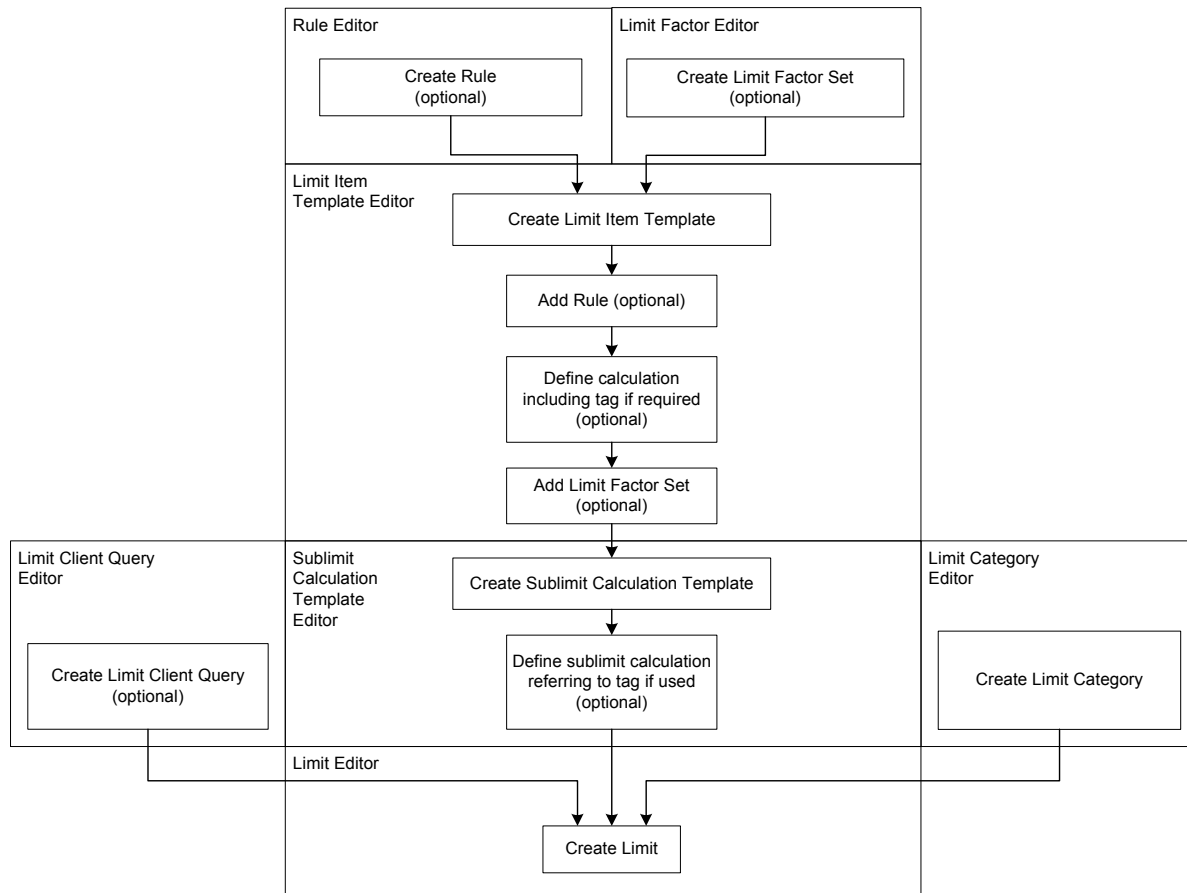 Rule Editor
Limit Factor Editor
Create Rule
(optional)
Create Limit Factor Set
(optional)
Limit Item
Template Editor
Create Limit Item Template
Add Rule (optional)
Define calculation
including tag if required
(optional)
Add Limit Factor Set
(optional)
Limit Client Query
Editor
Sublimit
Calculation
Template
Editor
Limit Category
Editor
Create Sublimit Calculation Template
Create Limit Client Query
(optional)
Define sublimit calculation
referring to tag if used
(optional)
Create Limit Category
Limit Editor
Create Limit